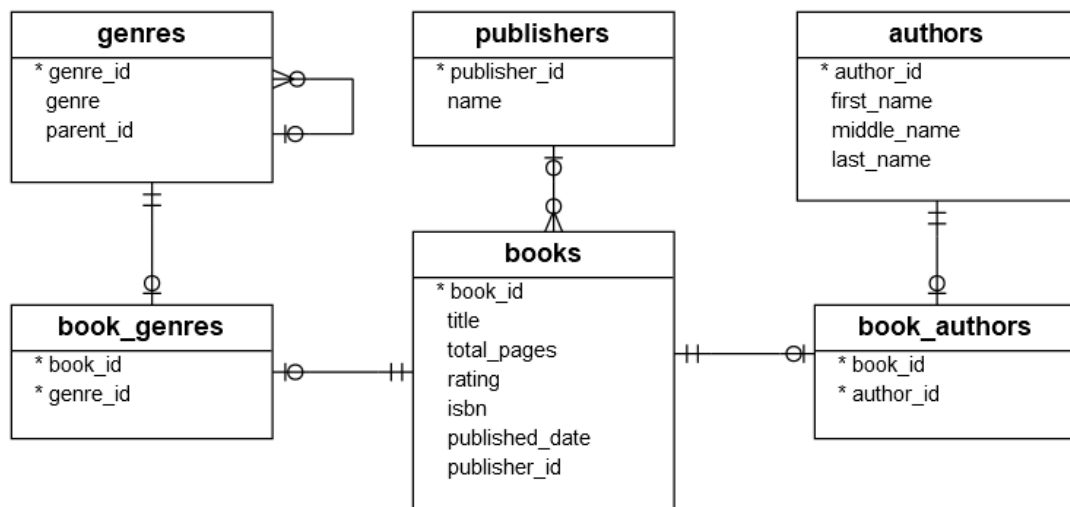 genres
* genre_id
genre
parent_id
publishers
* publisher_id
name
authors
* author_id
first_name
middle_name
last_name
book_genres
* book_id
* genre_id
books
* book_id
title
total_pages
rating
isbn
published_date
publisher_id
book_authors
* book_id
* author_id